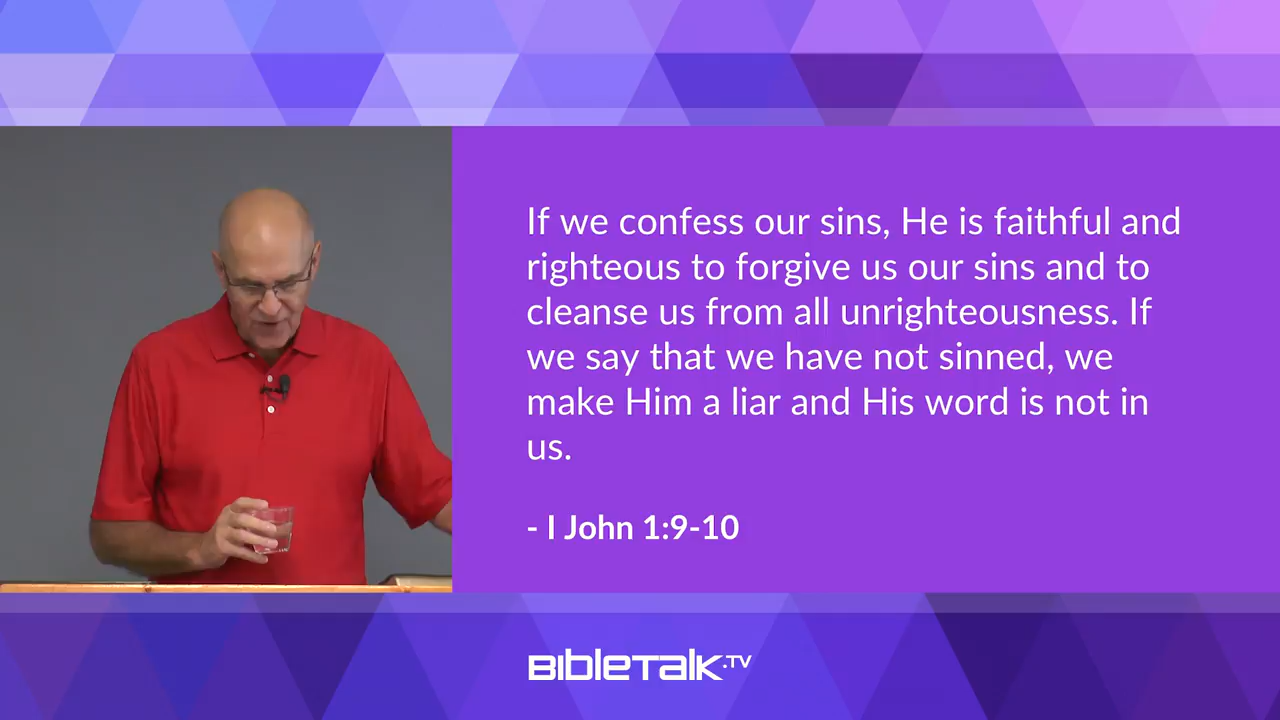 If we confess our sins, He is faithful and
righteous to forgive us our sins and to
cleanse us from all unrighteousness. If
we say that we have not sinned, we
make Him a liar and His word is not in
us.
- I John 1:9-10
BIBLETALK.TV